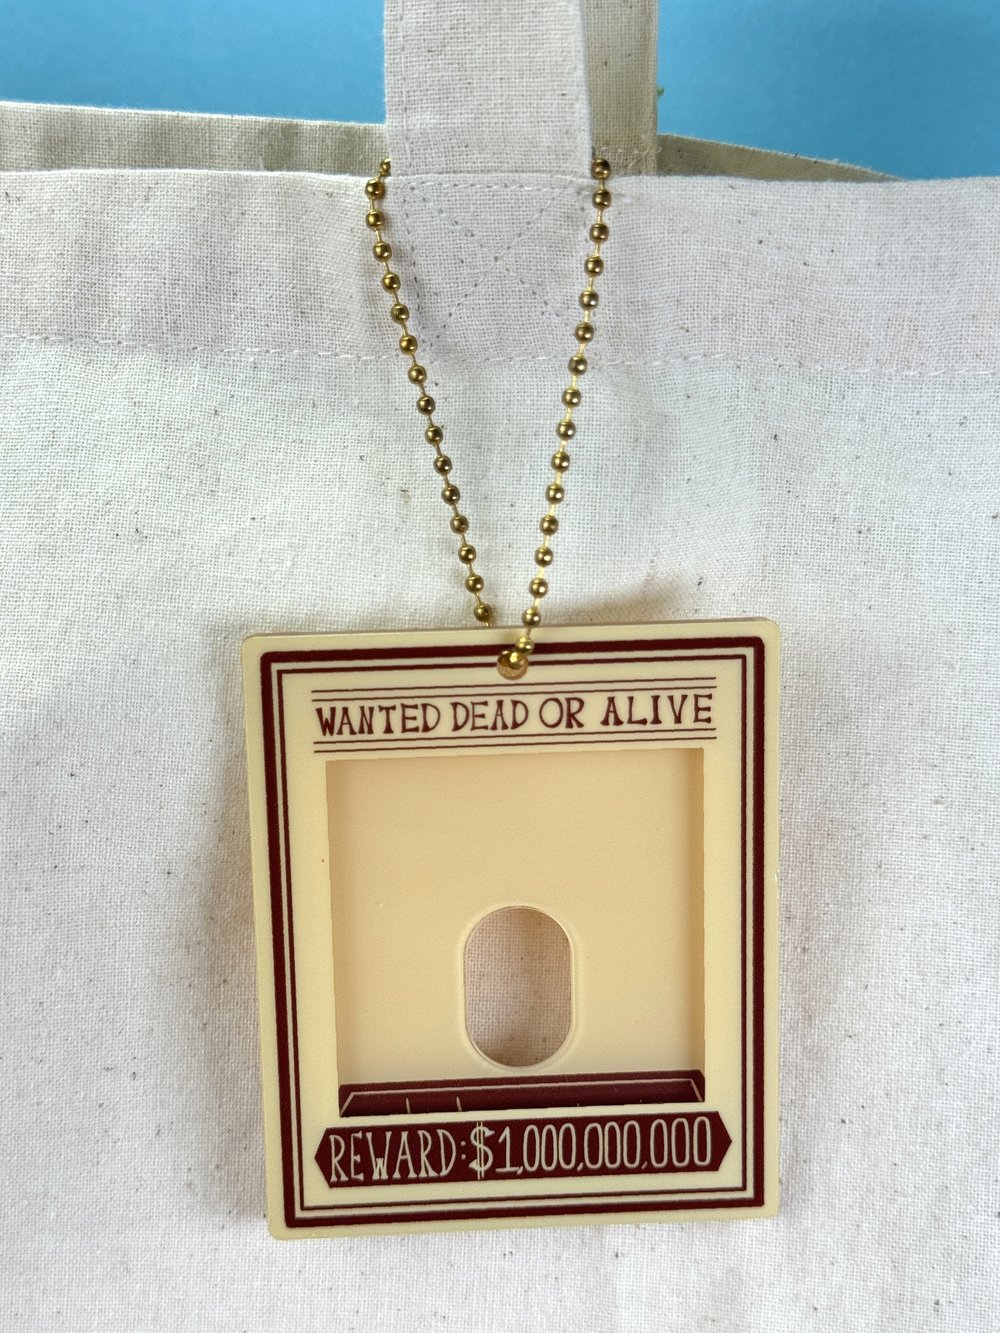 WANTED DEAD OR ALIVE
REWARD:$1,000,000,000